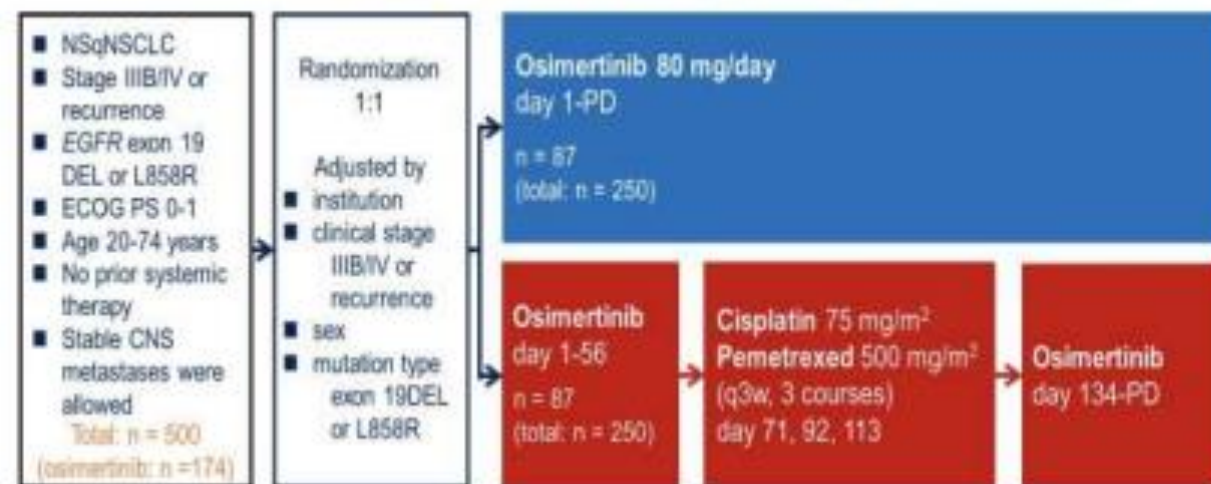 ■ NSqNSCLC
■ Stage IIIB/IV or
recurrence
■ EGFR exon 19
DEL or L858R
■ ECOG PS 0-1
■ Age 20-74 years
■ No prior systemic
therapy
■ Stable CNS
metastases were
allowed
Total: n = 500
(osimertinib: n =174)
Randomization
1:1
Adjusted by
■ institution
■ clinical stage
IIIB/IV or
recurrence
■ sex
■ mutation type
exon 19DEL
or L858R
Osimertinib 80 mg/day
day 1-PD
n = 87
(total: n = 250)
Osimertinib
day 1-56
n = 87
(total: n = 250)
Cisplatin 75 mg/m²
Pemetrexed 500 mg/m²
(q3w, 3 courses)
day 71, 92, 113
Osimertinib
day 134-PD